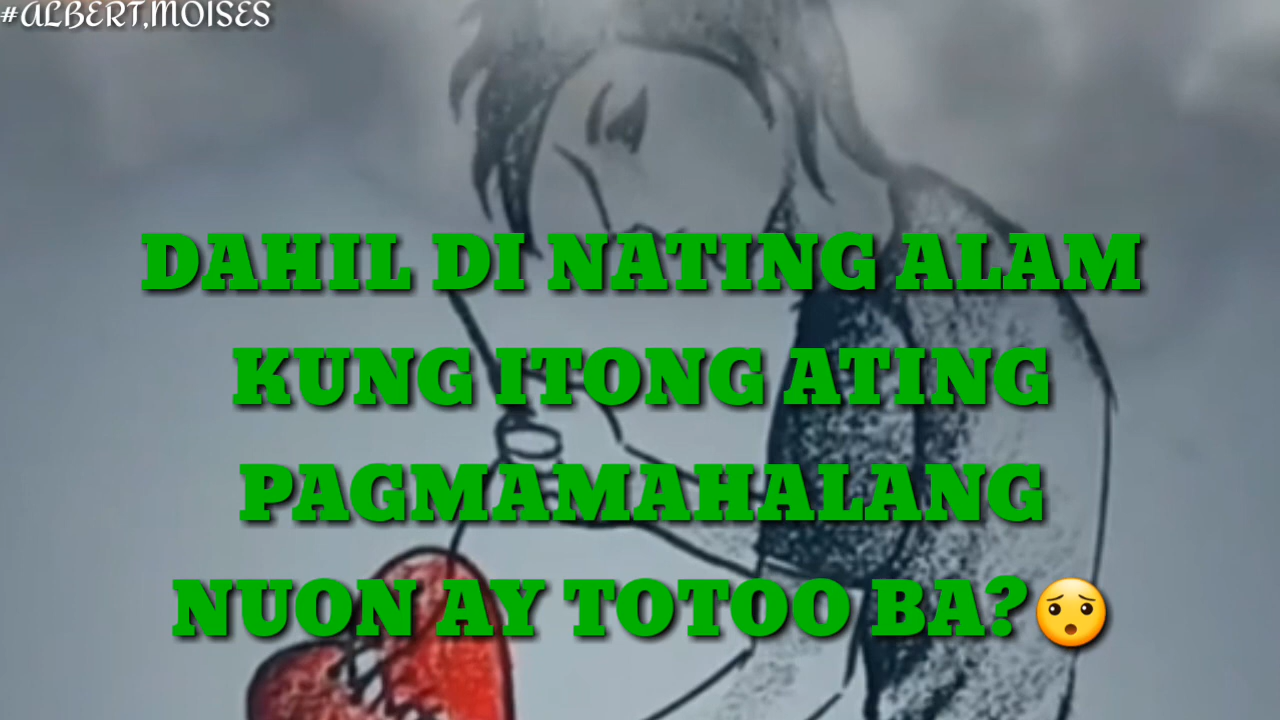 #ALBERT,MOISES
DAHIL DI NATING ALAM
KUNG ITONG ATING
PAGMAMAHALANG
NUON AY TOTOO BA?😯